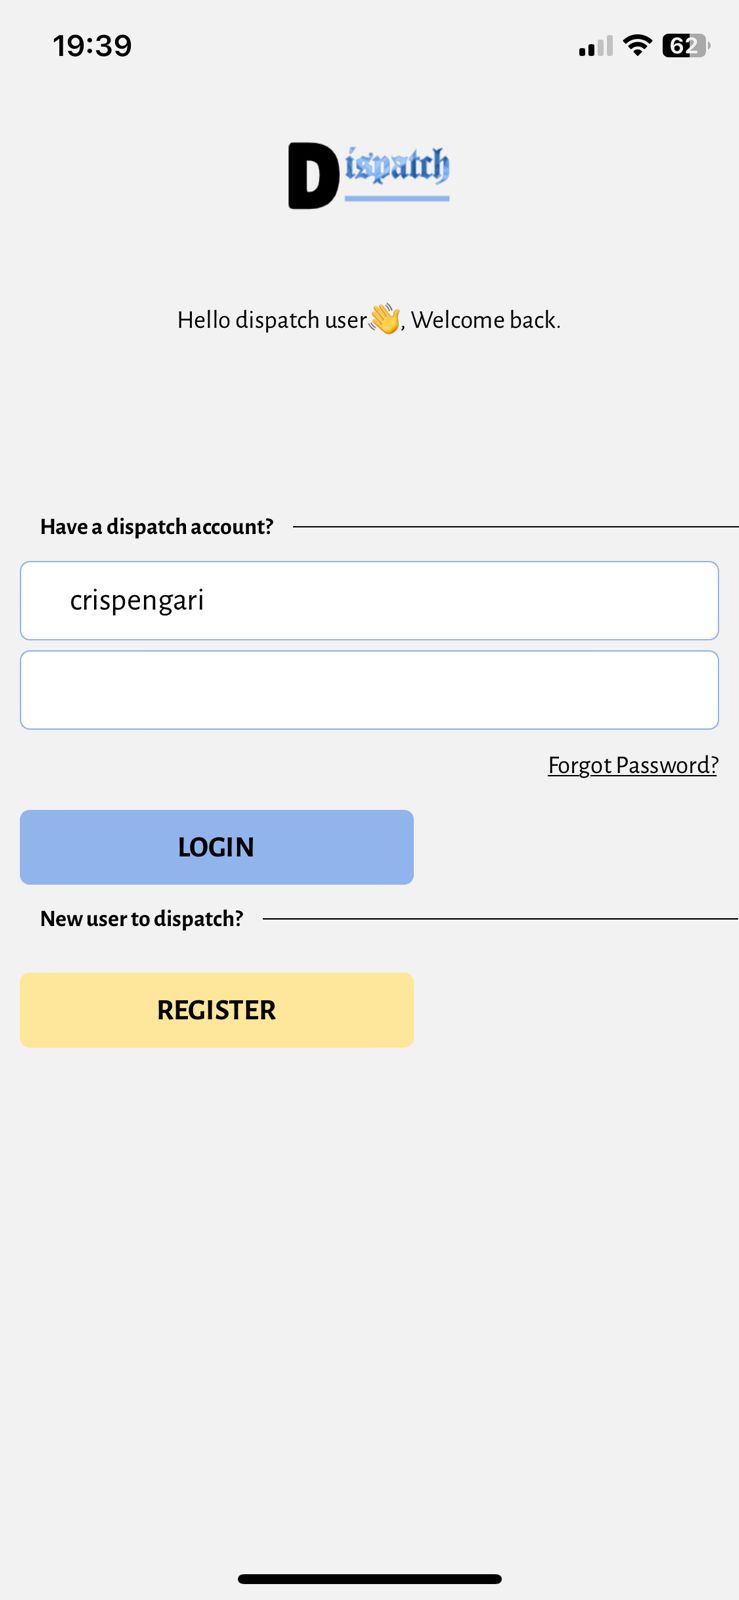 19:39
62
Dispatch
Hello dispatch user👋, Welcome back.
Have a dispatch account?
crispengari
Forgot Password?
LOGIN
New user to dispatch?
REGISTER